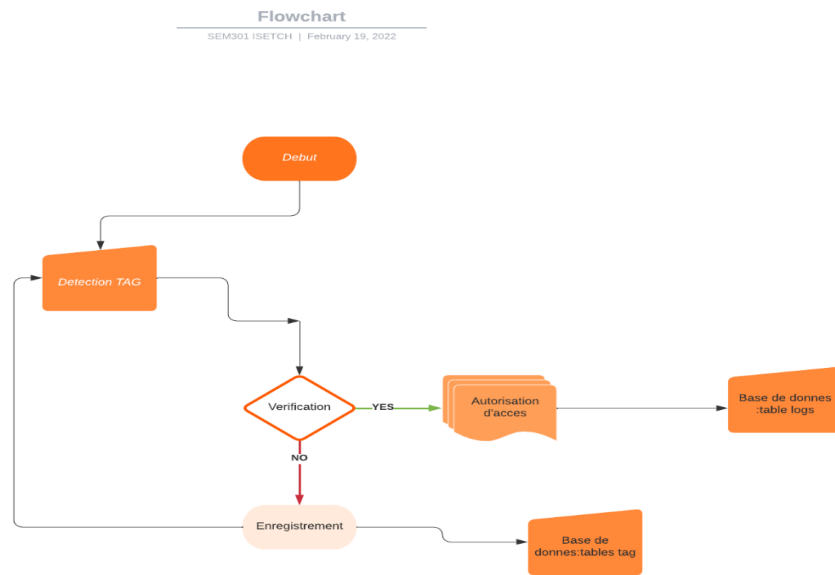 Flowchart
SEM301 ISETCH | February 19, 2022
Debut
Detection TAG
Verification
YES
Autorisation
d'acces
Base de donnes
:table logs
NO
Enregistrement
Base de
donnes:tables tag